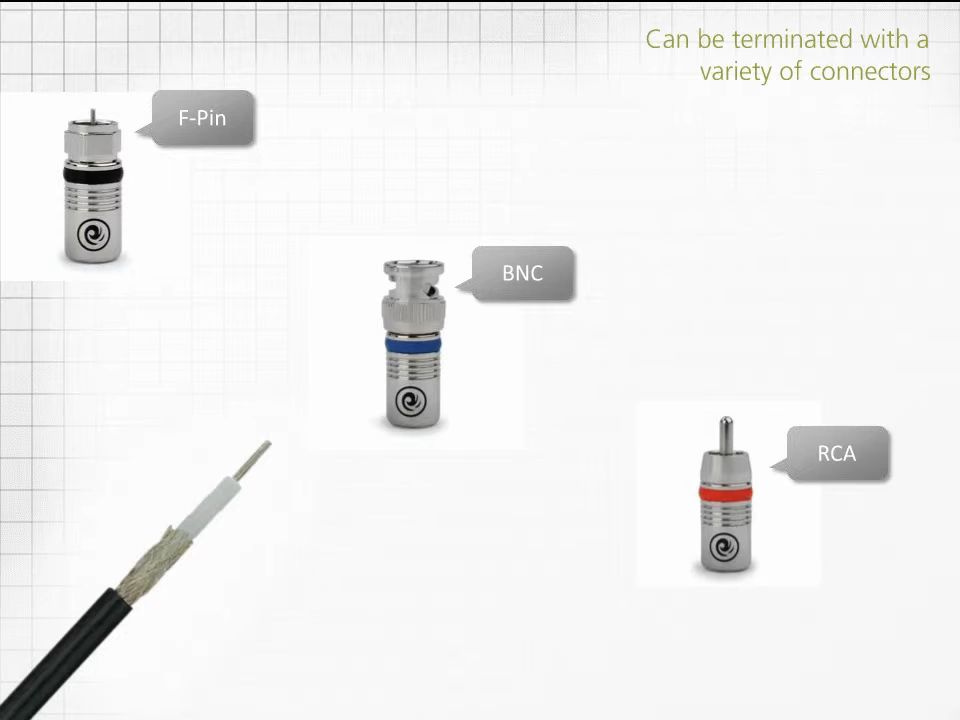 Can be terminated with a
variety of connectors
F-Pin
BNC
RCA